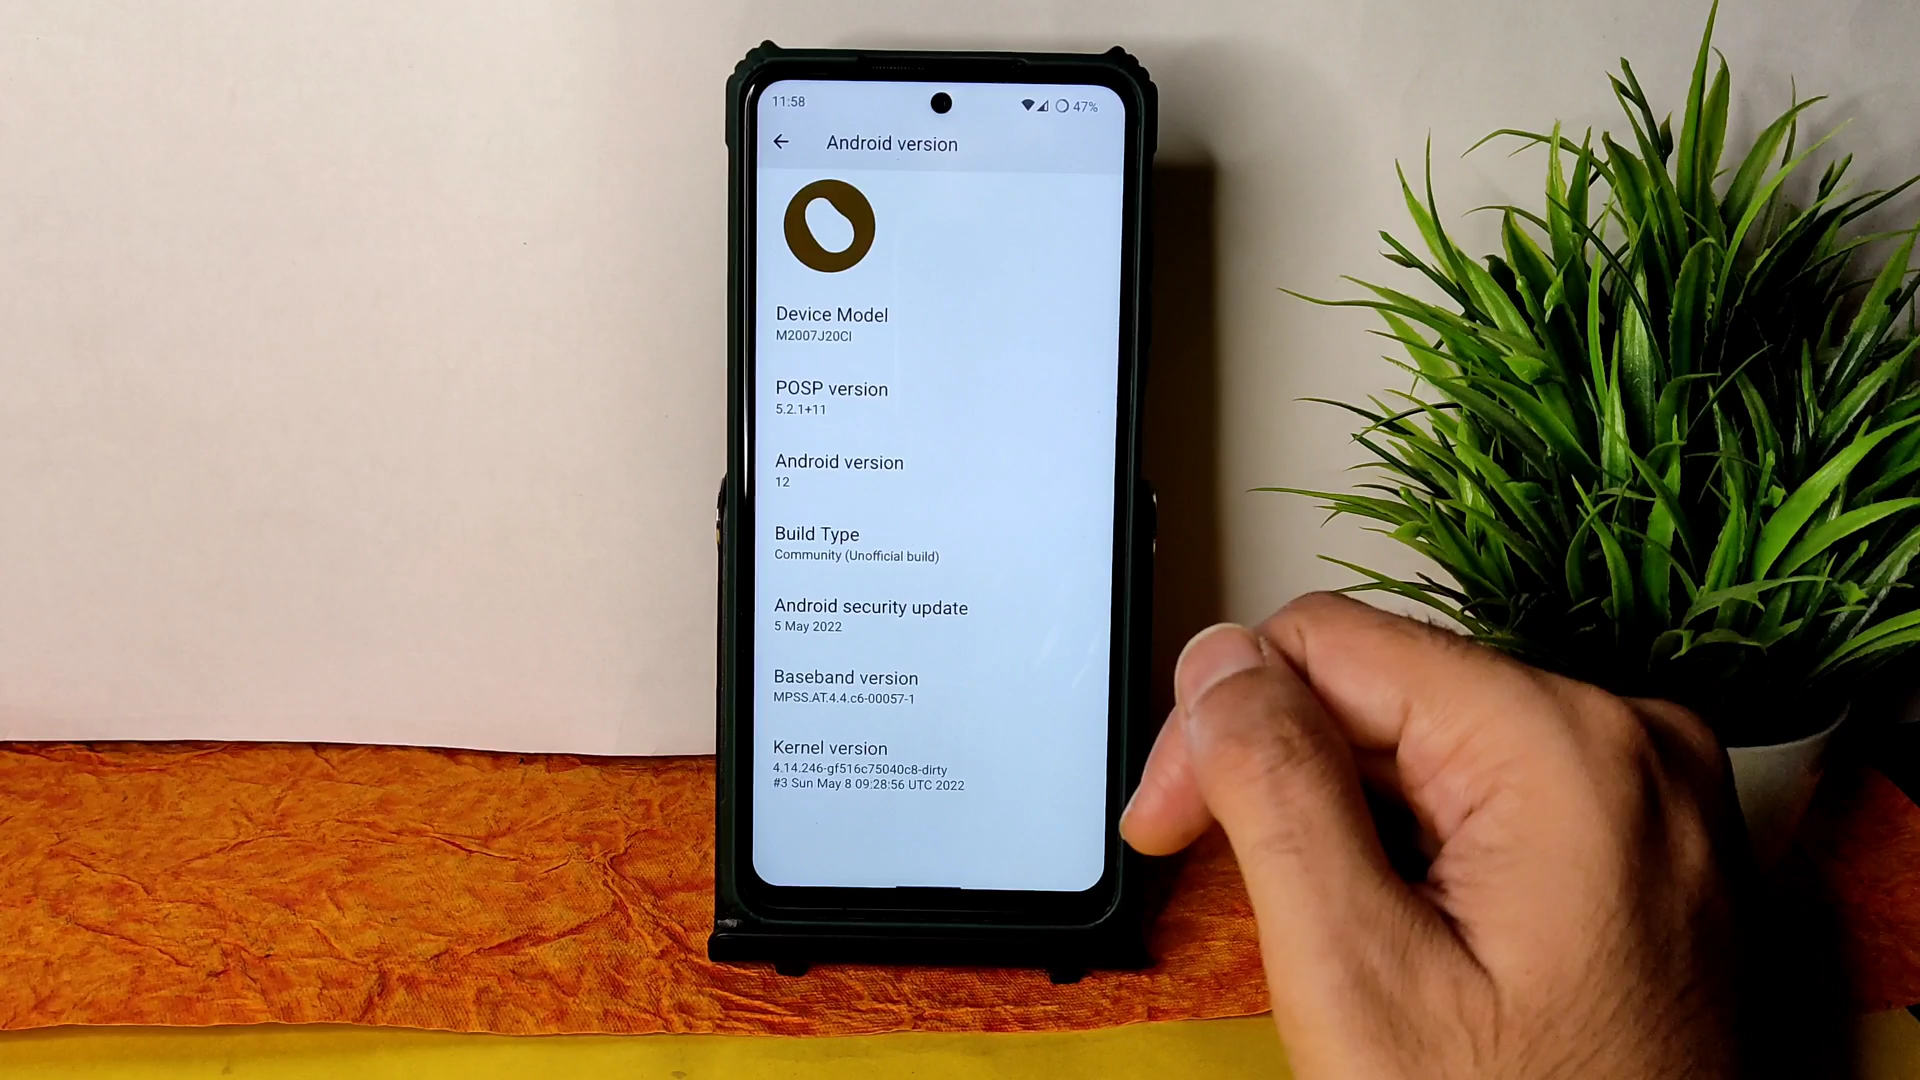 11:58
47%
Android version
Device Model
M2007J20CI
POSP version
5.2.1+11
Android version
12
Build Type
Community (Unofficial build)
Android security update
5 May 2022
Baseband version
MPSS.AT.4.4.c6-00057-1
Kernel version
4.14.246-gf516c75040c8-dirty
#3 Sun May 8 09:28:56 UTC 2022